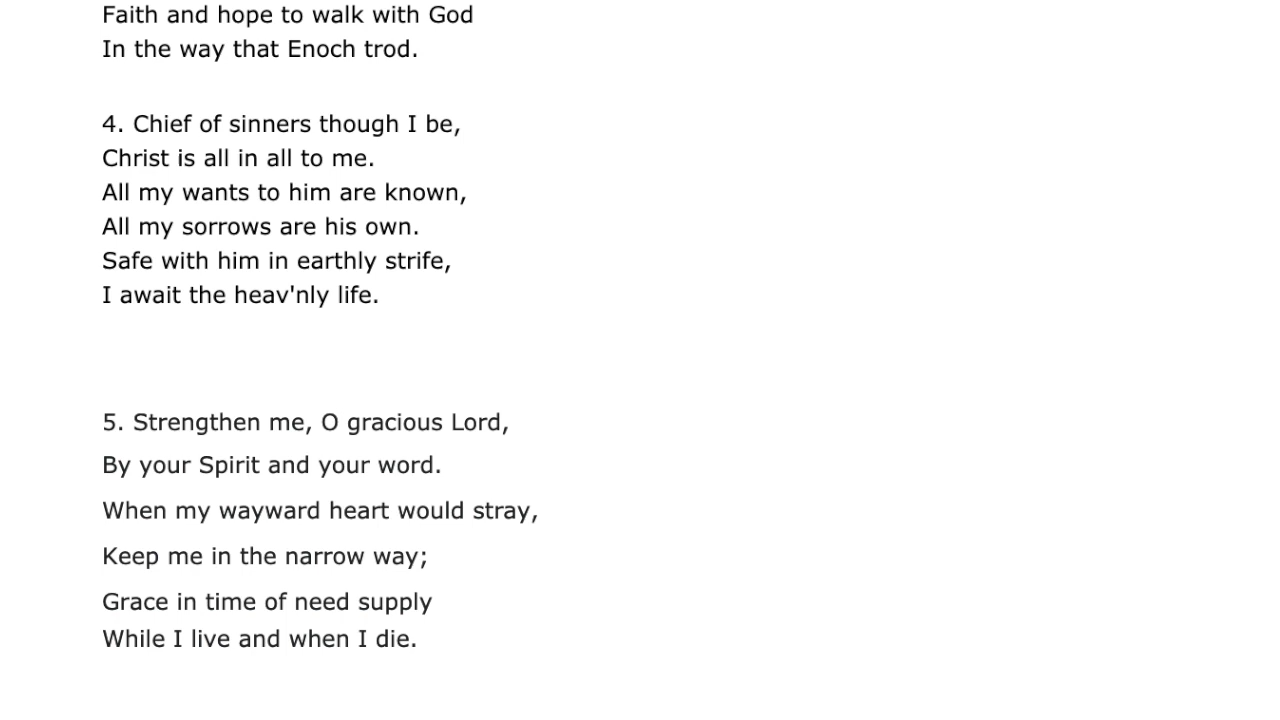 Faith and hope to walk with God
In the way that Enoch trod.
4. Chief of sinners though I be,
Christ is all in all to me.
All my wants to him are known,
All my sorrows are his own.
Safe with him in earthly strife,
I await the heav'nly life.
5. Strengthen me, O gracious Lord,
By your Spirit and your word.
When my wayward heart would stray,
Keep me in the narrow way;
Grace in time of need supply
While I live and when I die.